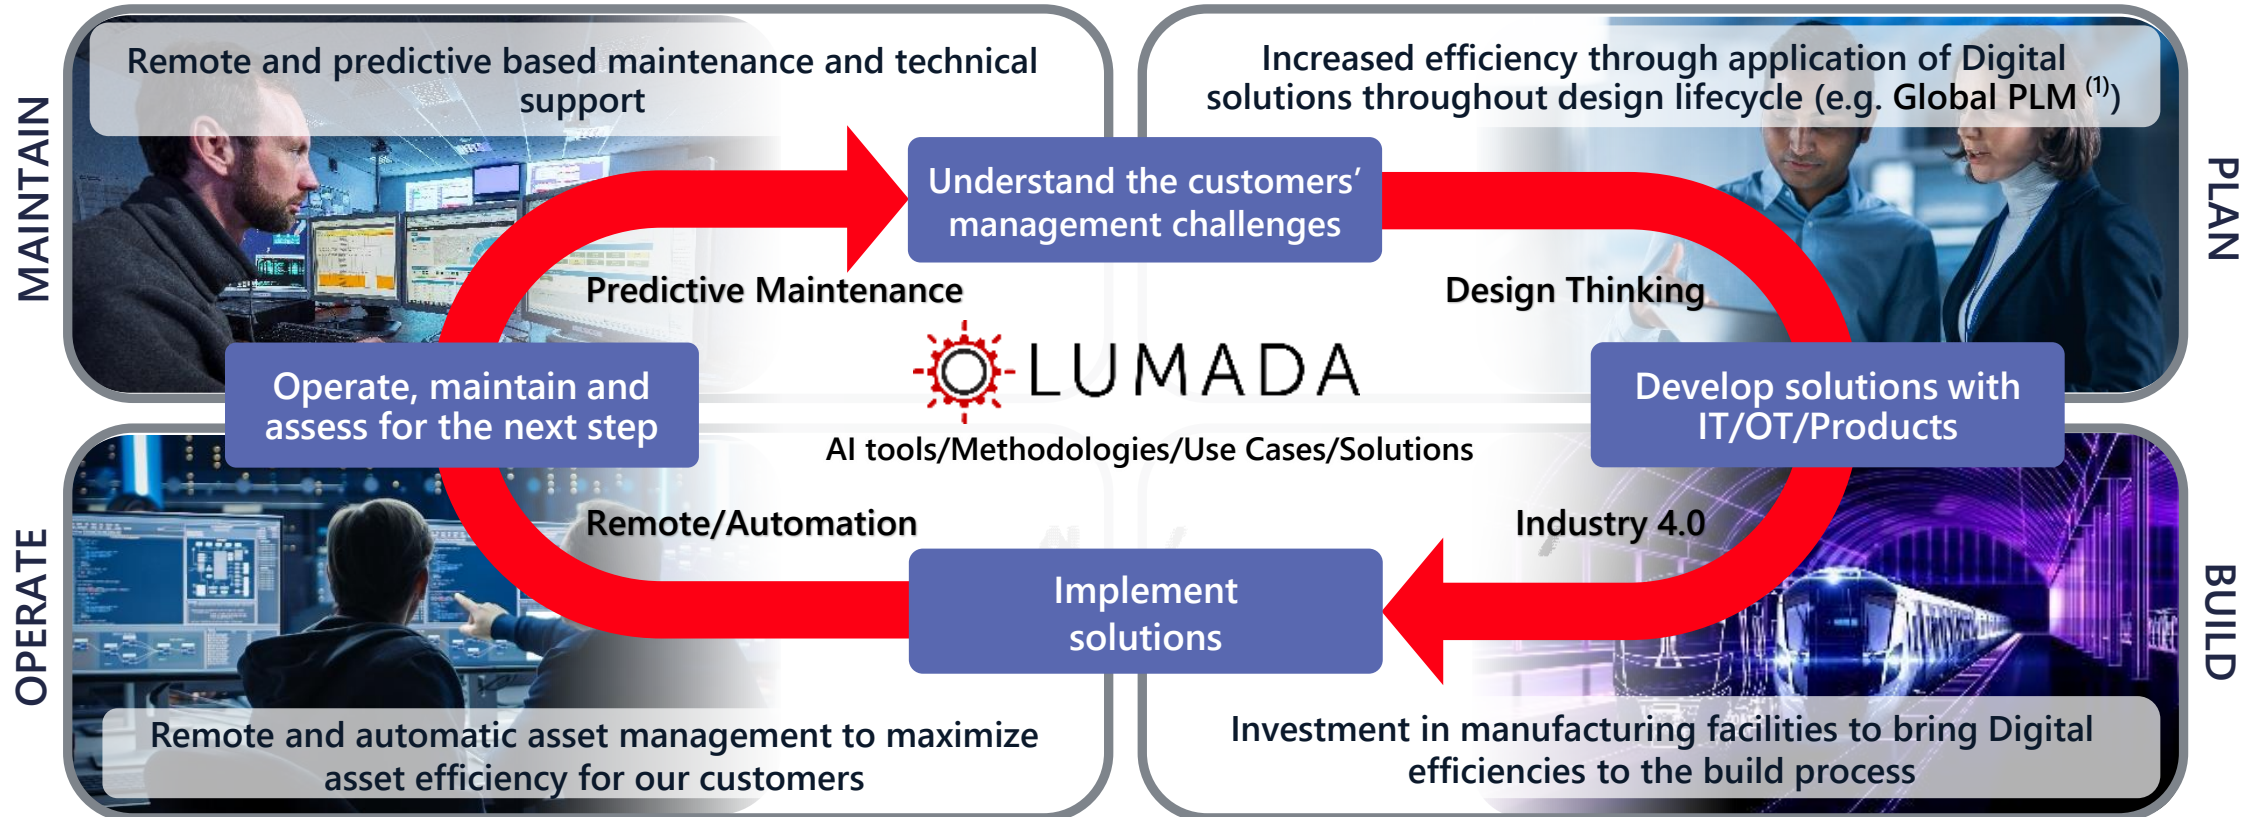 MAINTAIN
Remote and predictive based maintenance and technical
support
Increased efficiency through application of Digital
solutions throughout design lifecycle (e.g. Global PLM (1))
PLAN
Understand the customers’
management challenges
Predictive Maintenance
Design Thinking
LUMADA
AI tools/Methodologies/Use Cases/Solutions
Operate, maintain and
assess for the next step
Develop solutions with
IT/OT/Products
OPERATE
Remote/Automation
Industry 4.0
BUILD
Implement
solutions
Remote and automatic asset management to maximize
asset efficiency for our customers
Investment in manufacturing facilities to bring Digital
efficiencies to the build process